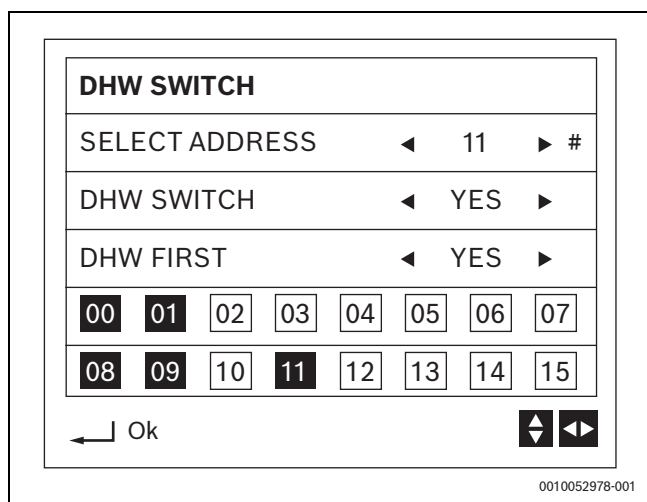 DHW SWITCH
SELECT ADDRESS ◀ 11 ▶ #
DHW SWITCH ◀ YES ▶
DHW FIRST ◀ YES ▶
00 01 02 03 04 05 06 07
08 09 10 11 12 13 14 15
Ok
0010052978-001